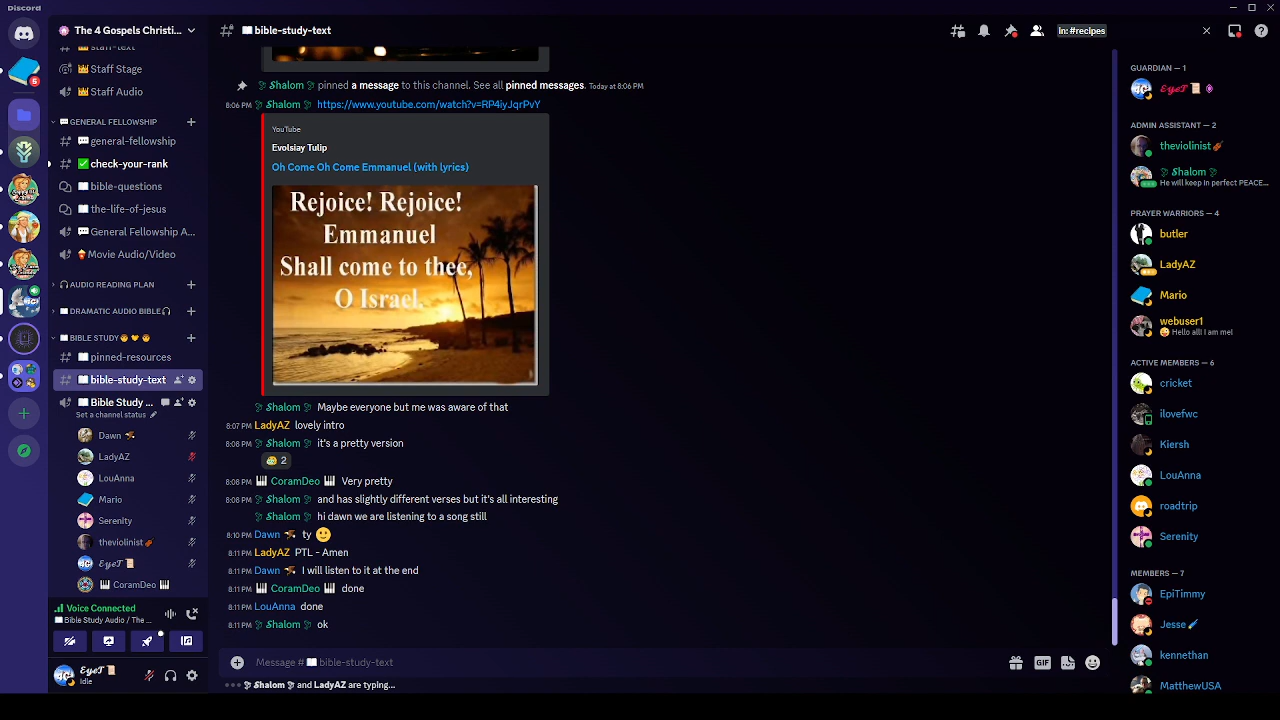 Discord
The 4 Gospels Christi...
📖bible-study-text
In: #recipes
staff-text
Staff Stage
Staff Audio
GENERAL FELLOWSHIP
general-fellowship
check-your-rank
bible-questions
the-life-of-jesus
General Fellowship A...
Movie Audio/Video
AUDIO READING PLAN
DRAMATIC AUDIO BIBLE
BIBLE STUDY
pinned-resources
bible-study-text
Bible Study ...
Set a channel status
Dawn
LadyAZ
LouAnna
Mario
Serenity
theviolinist
EyeT
CoramDeo
Voice Connected
Bible Study Audio / The ...
EyeT
Idle
Shalom pinned a message to this channel. See all pinned messages. Today at 8:06 PM
8:06 PM Shalom https://www.youtube.com/watch?v=RP4iyJqrPvY
YouTube
Evolsiay Tulip
Oh Come Oh Come Emmanuel (with lyrics)
Rejoice! Rejoice!
Emmanuel
Shall come to thee,
O Israel.
Shalom Maybe everyone but me was aware of that
8:07 PM LadyAZ lovely intro
8:08 PM Shalom it's a pretty version
2
8:08 PM CoramDeo Very pretty
8:08 PM Shalom and has slightly different verses but it's all interesting
Shalom hi dawn we are listening to a song still
8:10 PM Dawn ty 🙂
8:11 PM LadyAZ PTL - Amen
8:11 PM Dawn I will listen to it at the end
8:11 PM CoramDeo done
8:11 PM LouAnna done
8:11 PM Shalom ok
Message #📖bible-study-text
GIF
Shalom and LadyAZ are typing...
GUARDIAN — 1
EyeT
ADMIN ASSISTANT — 2
theviolinist
Shalom
He will keep in perfect PEACE...
PRAYER WARRIORS — 4
butler
LadyAZ
Mario
webuser1
Hello all! I am me!
ACTIVE MEMBERS — 6
cricket
ilovefwc
Kiersh
LouAnna
roadtrip
Serenity
MEMBERS — 7
EpiTimmy
Jesse
kennethan
MatthewUSA